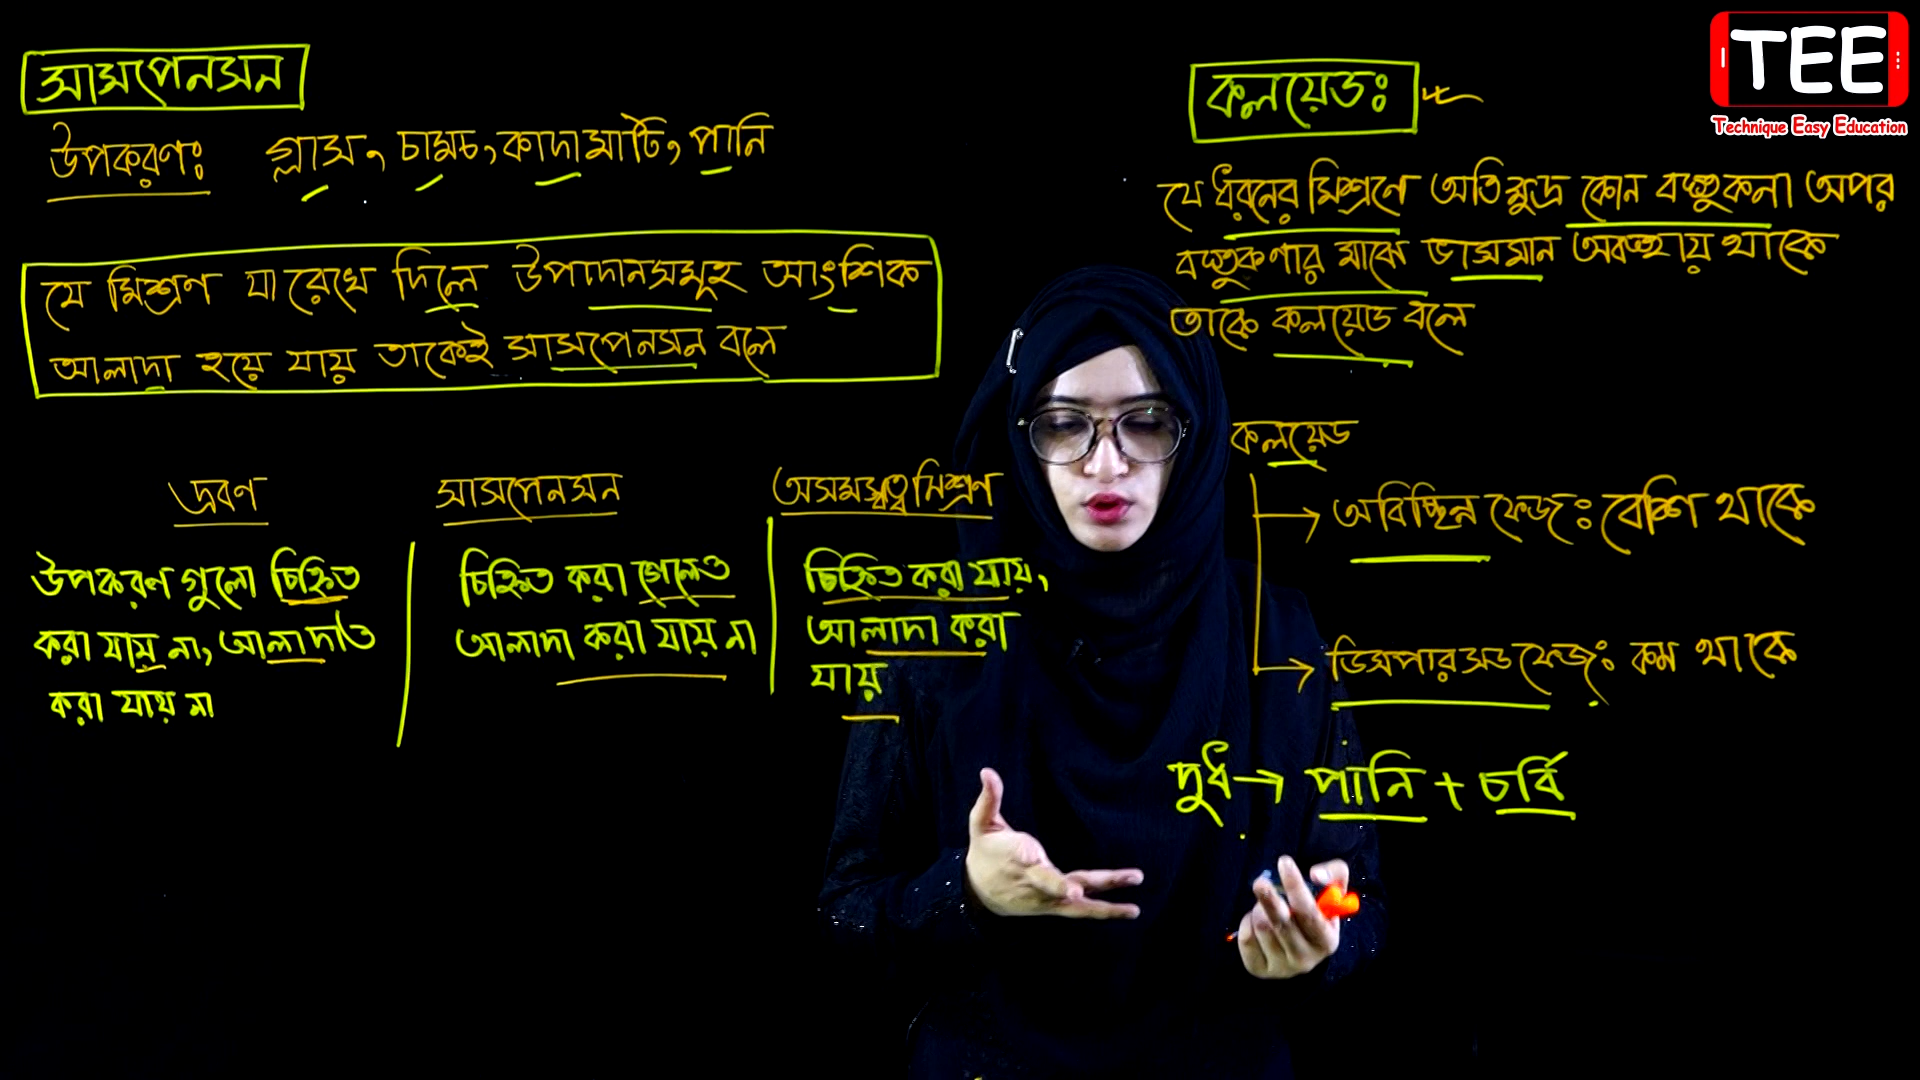 সাসপেনসন
উপকরণঃ গ্লাস, চামচ, কাদামাটি, পানি
যে মিশ্রণ যা রেখে দিলে উপাদানসমূহ আংশিক
আলাদা হয়ে যায় তাকেই সাসপেনসন বলে
দ্রবণ
উপকরণ গুলো চিহ্নিত
করা যায় না, আলাদাও
করা যায় না
সাসপেনসন
চিহ্নিত করা গেলেও
আলাদা করা যায় না
অসমসত্ত্ব মিশ্রণ
চিহ্নিত করা যায়,
আলাদা করা
যায়
কলয়েডঃ
যে ধরনের মিশ্রণে অতিক্ষুদ্র কোন বস্তুকনা অপর
বস্তুকণার মাঝে ভাসমান অবস্থায় থাকে
তাকে কলয়েড বলে
কলয়েড
অবিচ্ছিন্ন ফেজঃ বেশি থাকে
ডিসপারসড ফেজঃ কম থাকে
দুধ → পানি + চর্বি
TEE
Technique Easy Education